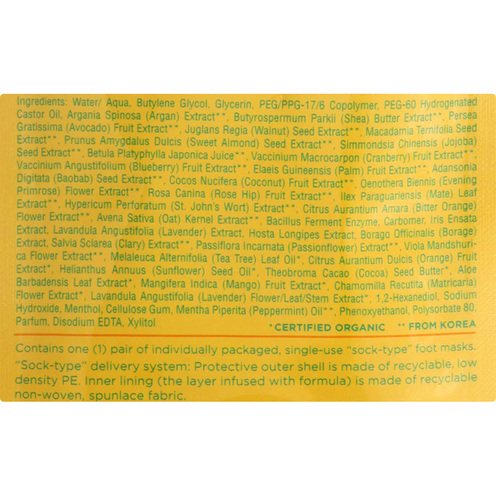 Ingredients: Water/ Aqua, Butylene Glycol, Glycerin, PEG/PPG-17/6 Copolymer, PEG-60 Hydrogenated
Castor Oil, Argania Spinosa (Argan) Extract**, Butyrospermum Parkii (Shea) Butter Extract**, Persea
Gratissima (Avocado) Fruit Extract**, Juglans Regia (Walnut) Seed Extract**, Macadamia Ternifolia Seed
Extract**, Prunus Amygdalus Dulcis (Sweet Almond) Seed Extract**, Simmondsia Chinensis (Jojoba)
Seed Extract**, Betula Platyphylla Japonica Juice**, Vaccinium Macrocarpon (Cranberry) Fruit Extract**,
Vaccinium Angustifolium (Blueberry) Fruit Extract**, Elaeis Guineensis (Palm) Fruit Extract**, Adansonia
Digitata (Baobab) Seed Extract**, Cocos Nucifera (Coconut) Fruit Extract**, Oenothera Biennis (Evening
Primrose) Flower Extract**, Rosa Canina (Rose Hip) Fruit Extract**, Ilex Paraguariensis (Mate) Leaf
Extract**, Hypericum Perforatum (St. John's Wort) Extract**, Citrus Aurantium Amara (Bitter Orange)
Flower Extract**, Avena Sativa (Oat) Kernel Extract**, Bacillus Ferment Enzyme, Carbomer, Iris Ensata
Extract, Lavandula Angustifolia (Lavender) Extract, Hosta Longipes Extract, Borago Officinalis (Borage)
Extract, Salvia Sclarea (Clary) Extract**, Passiflora Incarnata (Passionflower) Extract**, Viola Mandshuri-
ca Flower Extract**, Melaleuca Alternifolia (Tea Tree) Leaf Oil*, Citrus Aurantium Dulcis (Orange) Fruit
Extract*, Helianthus Annuus (Sunflower) Seed Oil*, Theobroma Cacao (Cocoa) Seed Butter*, Aloe
Barbadensis Leaf Extract*, Mangifera Indica (Mango) Fruit Extract*, Chamomilla Recutita (Matricaria)
Flower Extract*, Lavandula Angustifolia (Lavender) Flower/Leaf/Stem Extract*, 1,2-Hexanediol, Sodium
Hydroxide, Menthol, Cellulose Gum, Mentha Piperita (Peppermint) Oil**, Phenoxyethanol, Polysorbate 80,
Parfum, Disodium EDTA, Xylitol
*CERTIFIED ORGANIC **FROM KOREA
Contains one (1) pair of individually packaged, single-use "sock-type" foot masks.
"Sock-type" delivery system: Protective outer shell is made of recyclable, low
density PE. Inner lining (the layer infused with formula) is made of recyclable
non-woven, spunlace fabric.